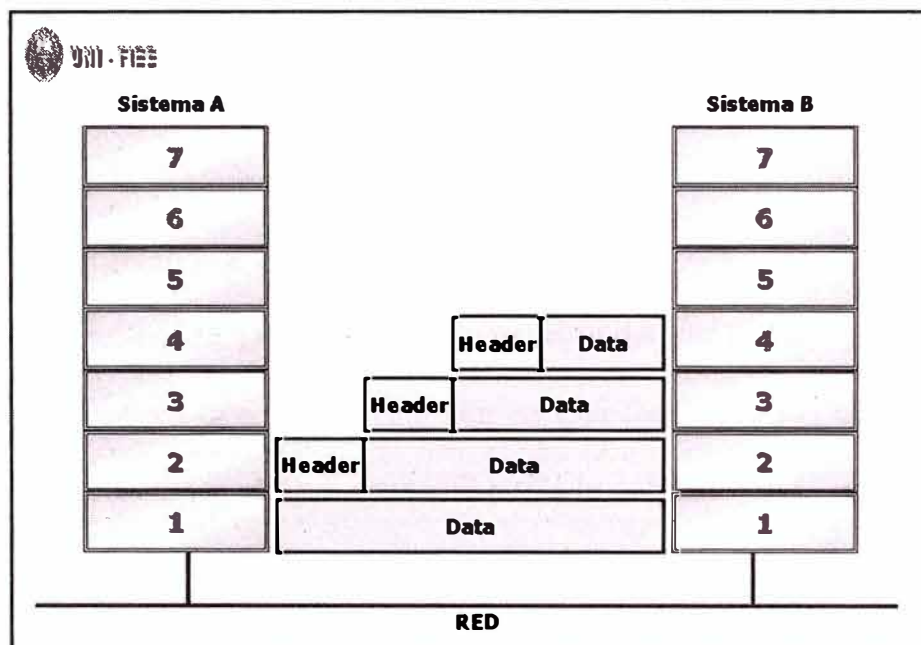 UNI - FIEE
Sistema A
Sistema B
7
7
6
6
5
5
4
Header
Data
4
3
Header
Data
3
2
Header
Data
2
1
Data
1
RED